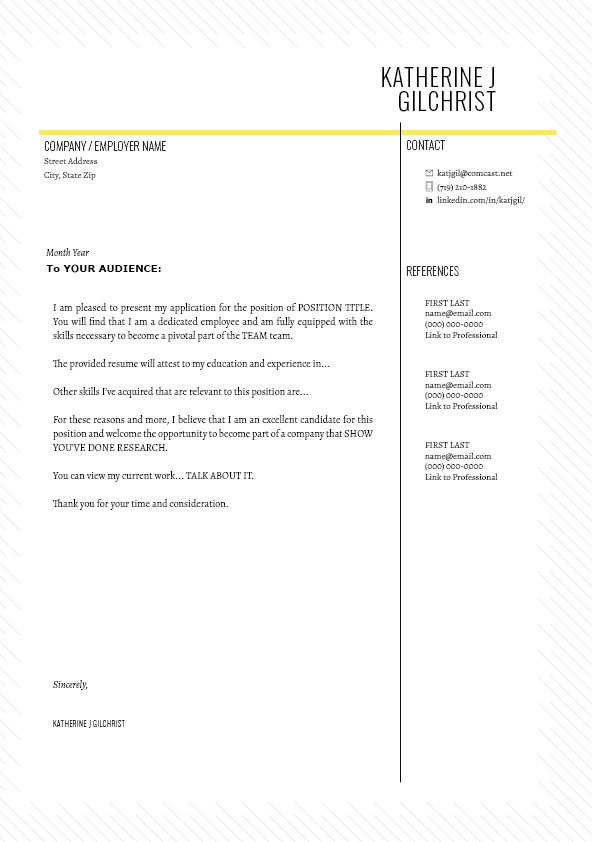 KATHERINE J
GILCHRIST
COMPANY / EMPLOYER NAME
Street Address
City, State Zip
Month Year
To YOUR AUDIENCE:
I am pleased to present my application for the position of POSITION TITLE.
You will find that I am a dedicated employee and am fully equipped with the
skills necessary to become a pivotal part of the TEAM team.
The provided resume will attest to my education and experience in...
Other skills I've acquired that are relevant to this position are...
For these reasons and more, I believe that I am an excellent candidate for this
position and welcome the opportunity to become part of a company that SHOW
YOU'VE DONE RESEARCH.
You can view my current work... TALK ABOUT IT.
Thank you for your time and consideration.
Sincerely,
KATHERINE J GILCHRIST
CONTACT
katjgil@comcast.net
(719) 210-1882
in linkedin.com/in/katjgil/
REFERENCES
FIRST LAST
name@email.com
(000) 000-0000
Link to Professional
FIRST LAST
name@email.com
(000) 000-0000
Link to Professional
FIRST LAST
name@email.com
(000) 000-0000
Link to Professional